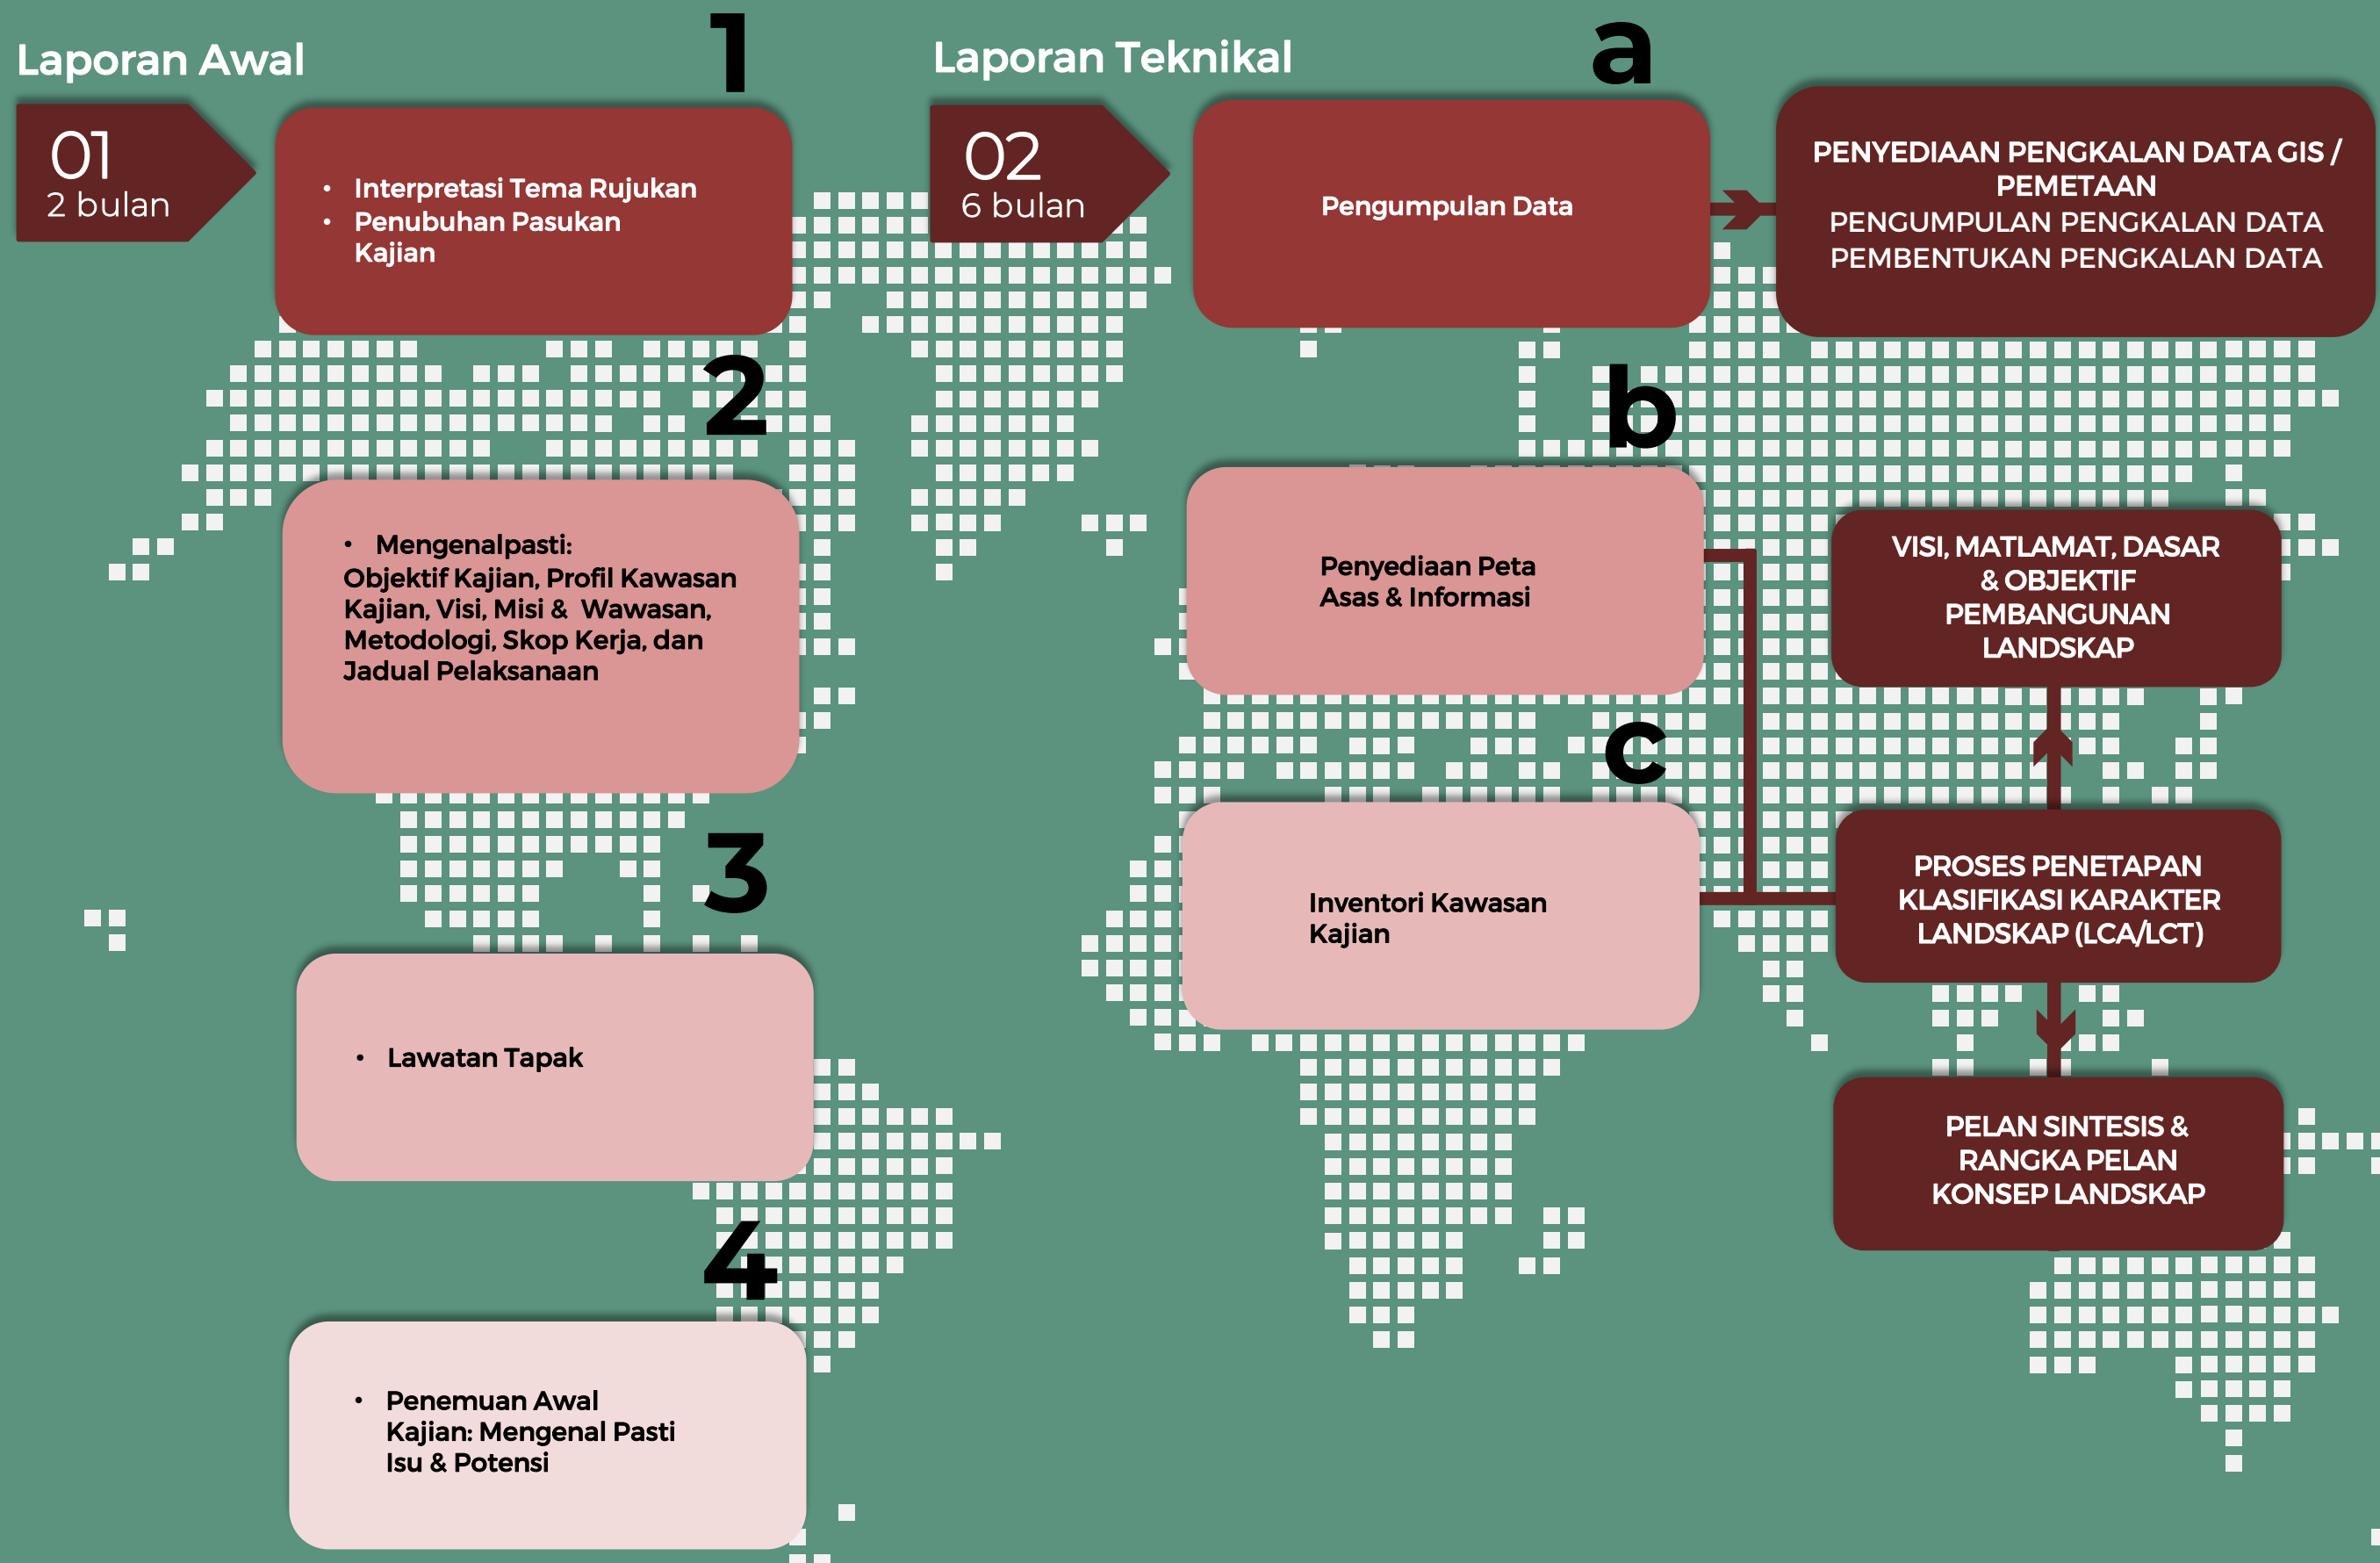 Laporan Awal
01
2 bulan
1
• Interpretasi Tema Rujukan
• Penubuhan Pasukan
Kajian
2
• Mengenalpasti:
Objektif Kajian, Profil Kawasan
Kajian, Visi, Misi & Wawasan,
Metodologi, Skop Kerja, dan
Jadual Pelaksanaan
3
• Lawatan Tapak
4
• Penemuan Awal
Kajian: Mengenal Pasti
Isu & Potensi
Laporan Teknikal
02
6 bulan
a
Pengumpulan Data
PENYEDIAAN PENGKALAN DATA GIS /
PEMETAAN
PENGUMPULAN PENGKALAN DATA
PEMBENTUKAN PENGKALAN DATA
b
Penyediaan Peta
Asas & Informasi
c
Inventori Kawasan
Kajian
VISI, MATLAMAT, DASAR
& OBJEKTIF
PEMBANGUNAN
LANDSKAP
PROSES PENETAPAN
KLASIFIKASI KARAKTER
LANDSKAP (LCA/LCT)
PELAN SINTESIS &
RANGKA PELAN
KONSEP LANDSKAP